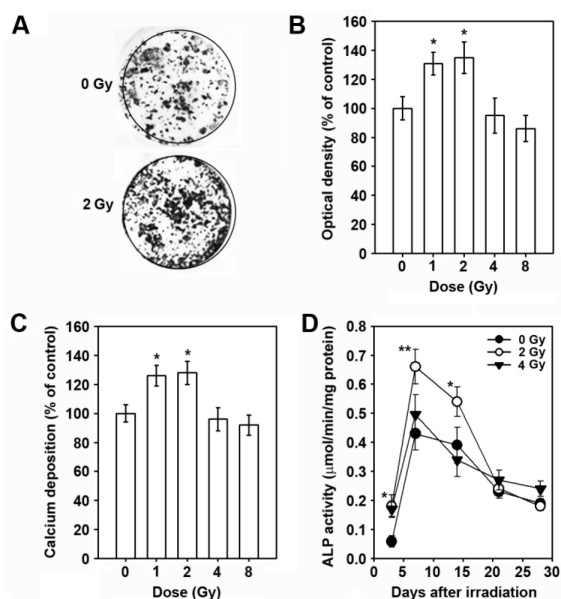 A
0 Gy
2 Gy
B
Optical density (% of control)
160
140
120
100
80
60
40
20
0
* *
0 1 2 4 8
Dose (Gy)
C
Calcium deposition (% of control)
160
140
120
100
80
60
40
20
0
* *
0 1 2 4 8
Dose (Gy)
D
ALP activity (μmol/min/mg protein)
0.8
0.7
0.6
0.5
0.4
0.3
0.2
0.1
0.0
0 Gy
2 Gy
4 Gy
**
*
*
0 5 10 15 20 25 30
Days after irradiation